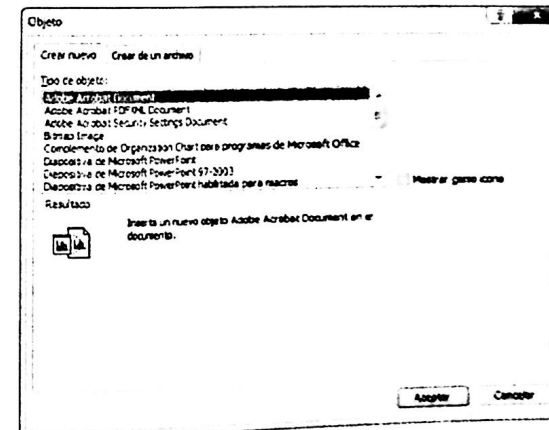 Objeto
Crear nuevo Crear de un archivo
Tipo de objeto:
Adobe Acrobat Document
Adobe Acrobat PDFXML Document
Adobe Acrobat Security Settings Document
Bitmap Image
Complemento de Organization Chart para programas de Microsoft Office
Diapositiva de Microsoft PowerPoint
Diapositiva de Microsoft PowerPoint 97-2003
Diapositiva de Microsoft PowerPoint habilitada para macros
Mostrar como icono
Resultado
Inserta un nuevo objeto Adobe Acrobat Document en el
documento.
Aceptar Cancelar